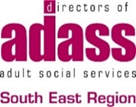 directors of
adass
adult social services
South East Region